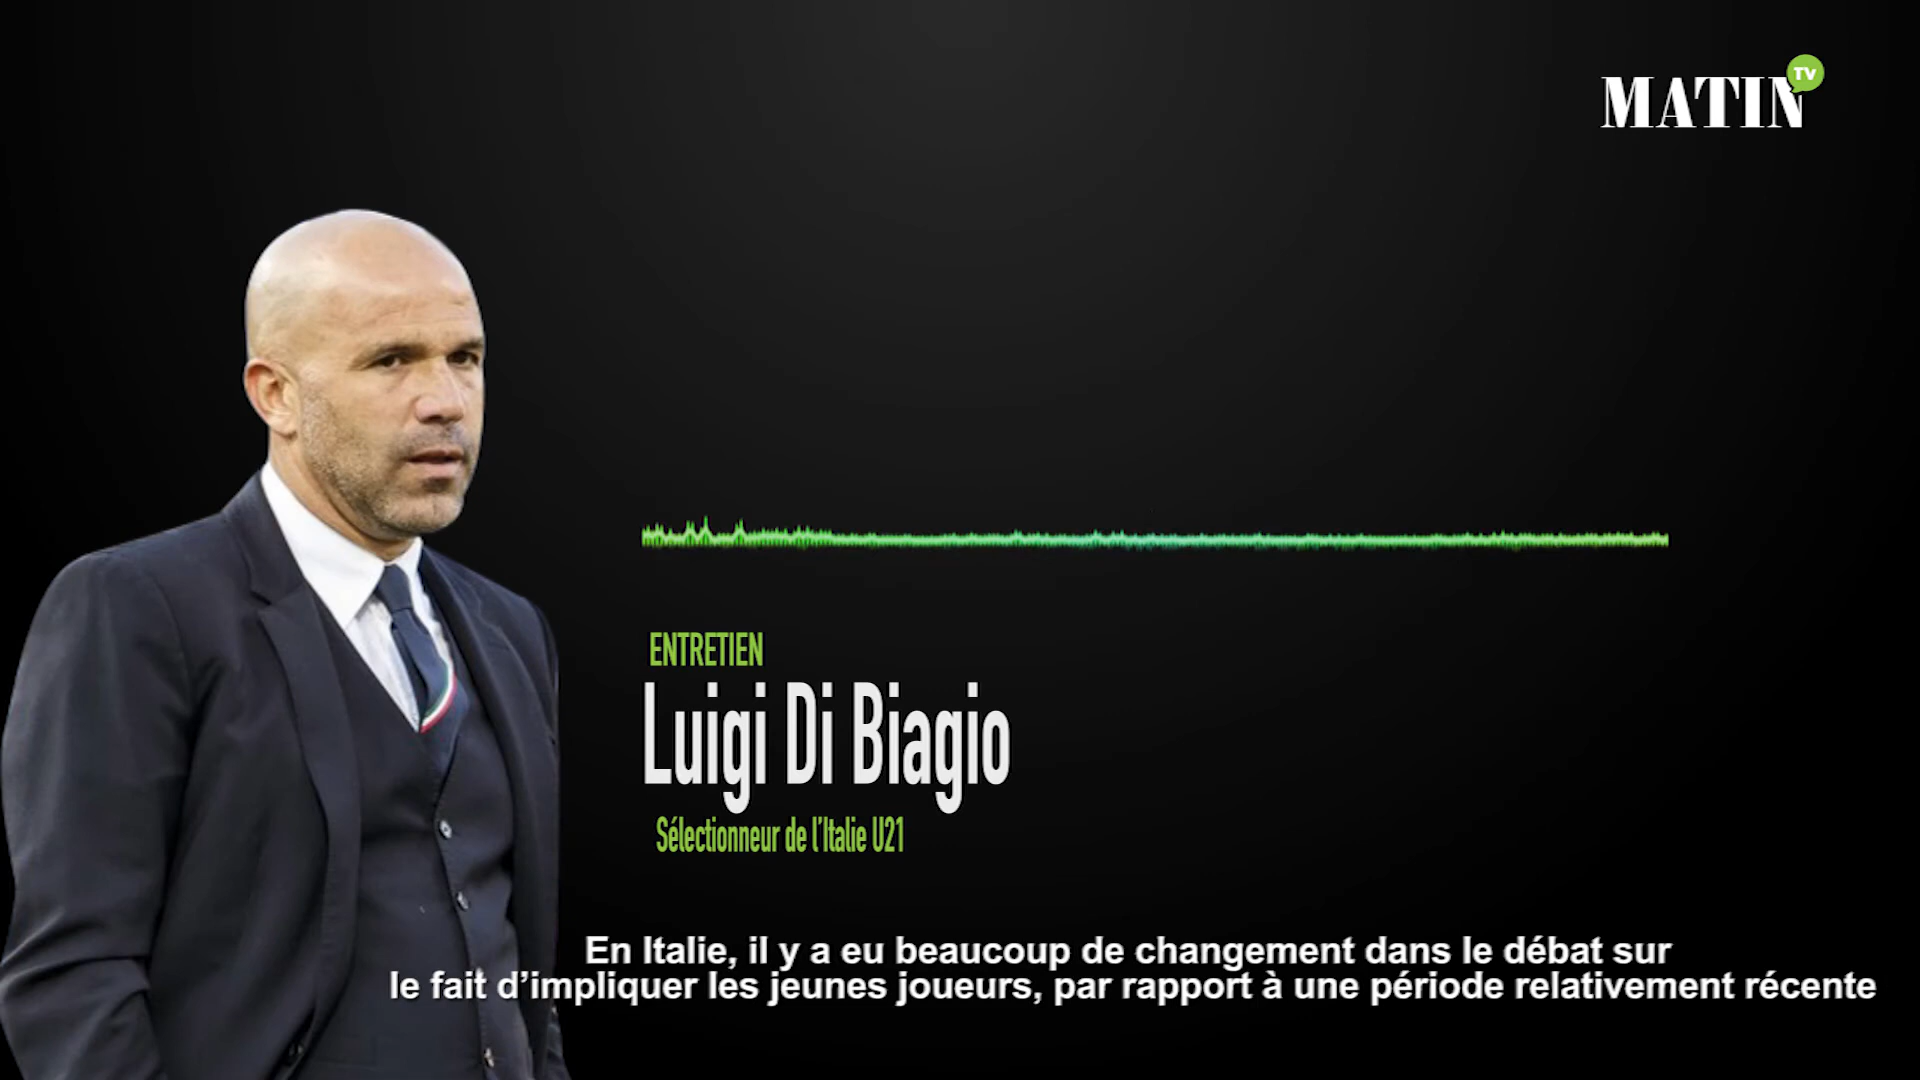 MATIN TV
ENTRETIEN
Luigi Di Biagio
Sélectionneur de l'Italie U21
En Italie, il y a eu beaucoup de changement dans le débat sur
le fait d’impliquer les jeunes joueurs, par rapport à une période relativement récente